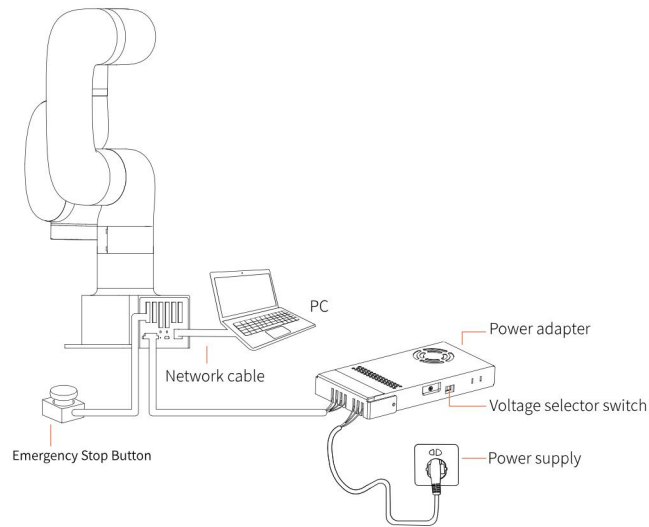 PC
Power adapter
Network cable
Voltage selector switch
Emergency Stop Button
Power supply